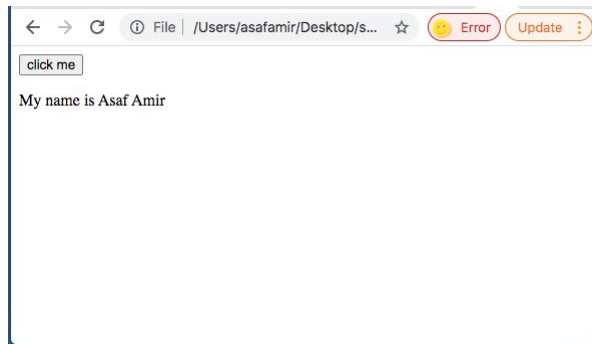 File /Users/asafamir/Desktop/s... Error Update
click me
My name is Asaf Amir